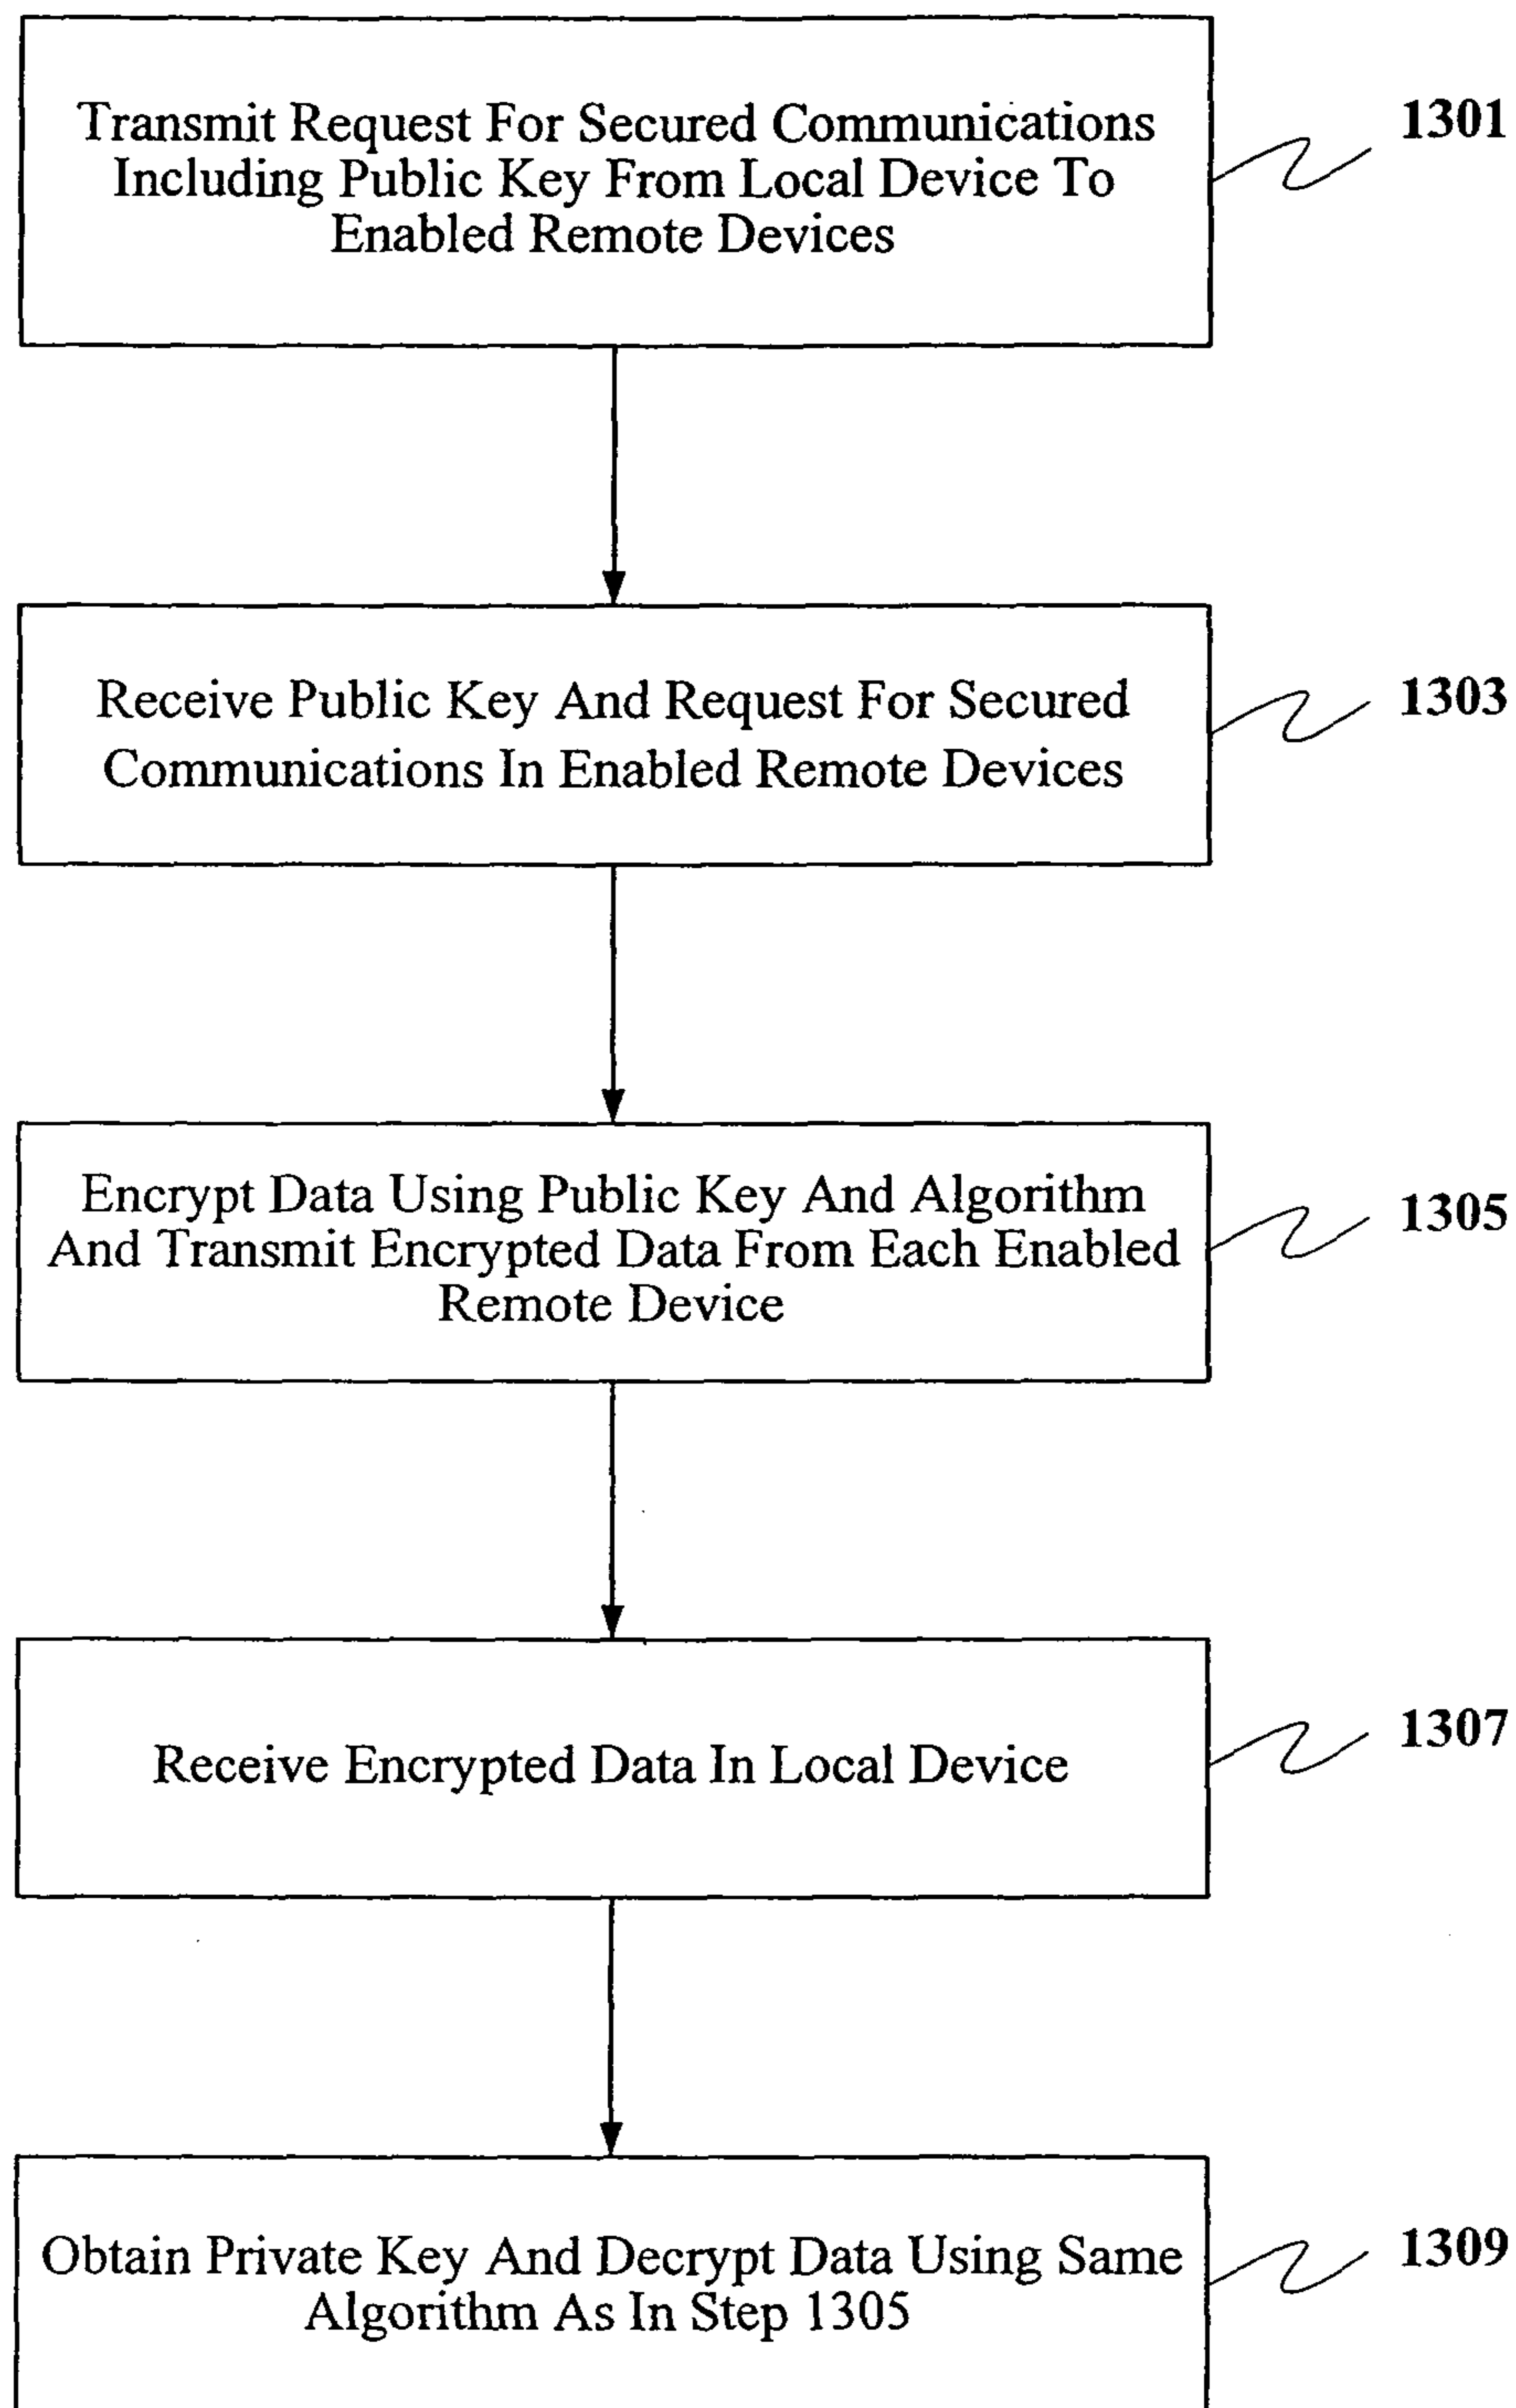 Transmit Request For Secured Communications
Including Public Key From Local Device To
Enabled Remote Devices
1301
Receive Public Key And Request For Secured
Communications In Enabled Remote Devices
1303
Encrypt Data Using Public Key And Algorithm
And Transmit Encrypted Data From Each Enabled
Remote Device
1305
Receive Encrypted Data In Local Device
1307
Obtain Private Key And Decrypt Data Using Same
Algorithm As In Step 1305
1309